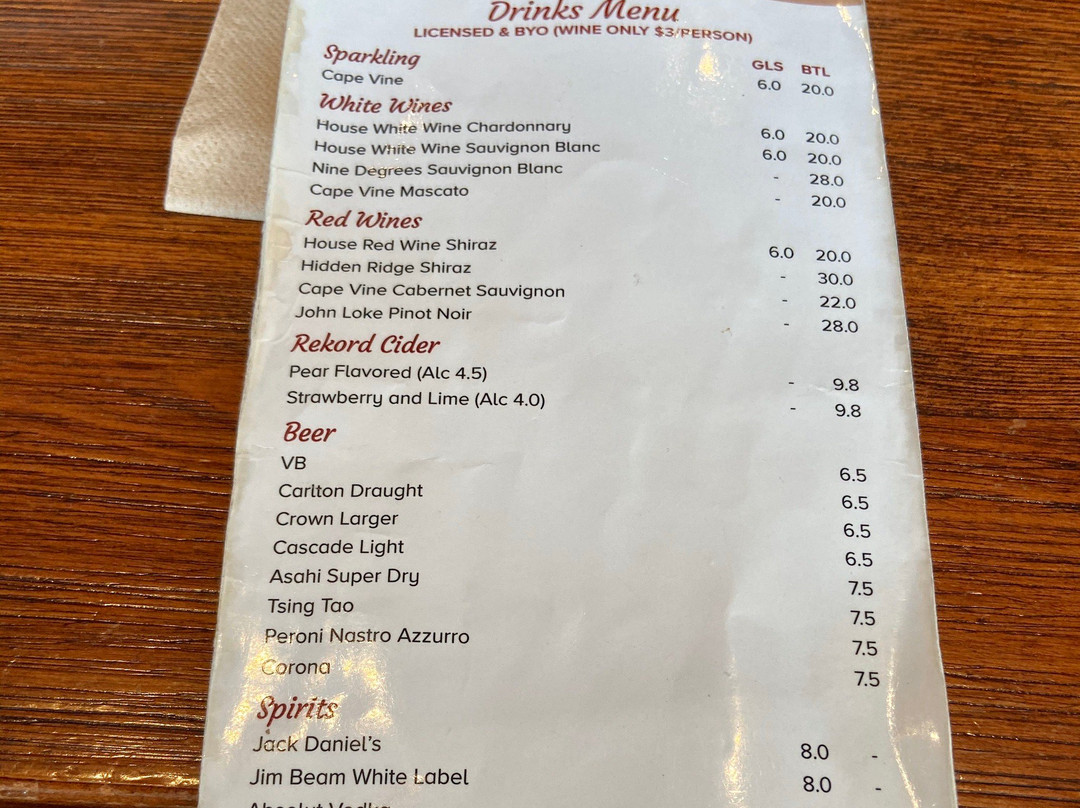 Drinks Menu
LICENSED & BYO (WINE ONLY $3/PERSON)
Sparkling GLS BTL
Cape Vine 6.0 20.0
White Wines
House White Wine Chardonnary 6.0 20.0
House White Wine Sauvignon Blanc 6.0 20.0
Nine Degrees Sauvignon Blanc - 28.0
Cape Vine Mascato - 20.0
Red Wines
House Red Wine Shiraz 6.0 20.0
Hidden Ridge Shiraz - 30.0
Cape Vine Cabernet Sauvignon - 22.0
John Loke Pinot Noir - 28.0
Rekord Cider
Pear Flavored (Alc 4.5) - 9.8
Strawberry and Lime (Alc 4.0) - 9.8
Beer
VB 6.5
Carlton Draught 6.5
Crown Larger 6.5
Cascade Light 6.5
Asahi Super Dry 7.5
Tsing Tao 7.5
Peroni Nastro Azzurro 7.5
Corona 7.5
Spirits
Jack Daniel's 8.0 -
Jim Beam White Label 8.0 -
Absolut Vodka